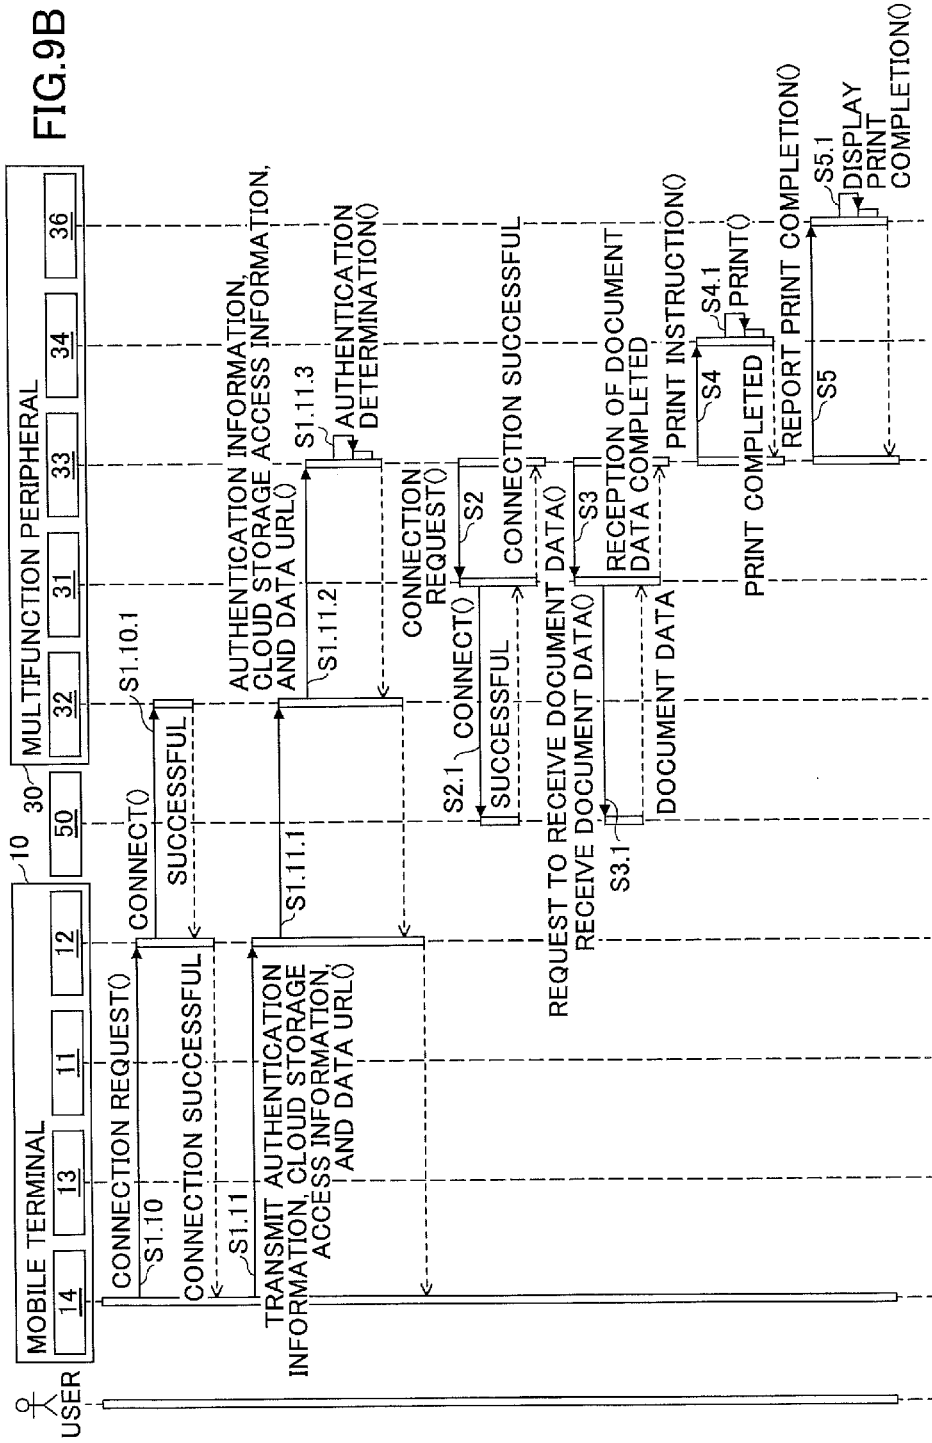 FIG.9B
USER
MOBILE TERMINAL
10
14
13
11
12
50
30
MULTIFUNCTION PERIPHERAL
32
31
33
34
36
CONNECTION REQUEST()
S1.10
CONNECT()
S1.10.1
SUCCESSFUL
CONNECTION SUCCESSFUL
S1.11
TRANSMIT AUTHENTICATION
INFORMATION, CLOUD STORAGE
ACCESS INFORMATION,
AND DATA URL()
S1.11.1
AUTHENTICATION INFORMATION,
CLOUD STORAGE ACCESS INFORMATION,
AND DATA URL()
S1.11.2
S1.11.3
AUTHENTICATION
DETERMINATION()
CONNECTION
REQUEST()
S2
S2.1
CONNECT()
SUCCESSFUL
CONNECTION SUCCESSFUL
REQUEST TO RECEIVE DOCUMENT DATA()
S3
RECEIVE DOCUMENT DATA()
S3.1
DOCUMENT DATA
RECEPTION OF DOCUMENT
DATA COMPLETED
PRINT INSTRUCTION()
S4
S4.1
PRINT()
PRINT COMPLETED
REPORT PRINT COMPLETION()
S5
S5.1
DISPLAY
PRINT
COMPLETION()